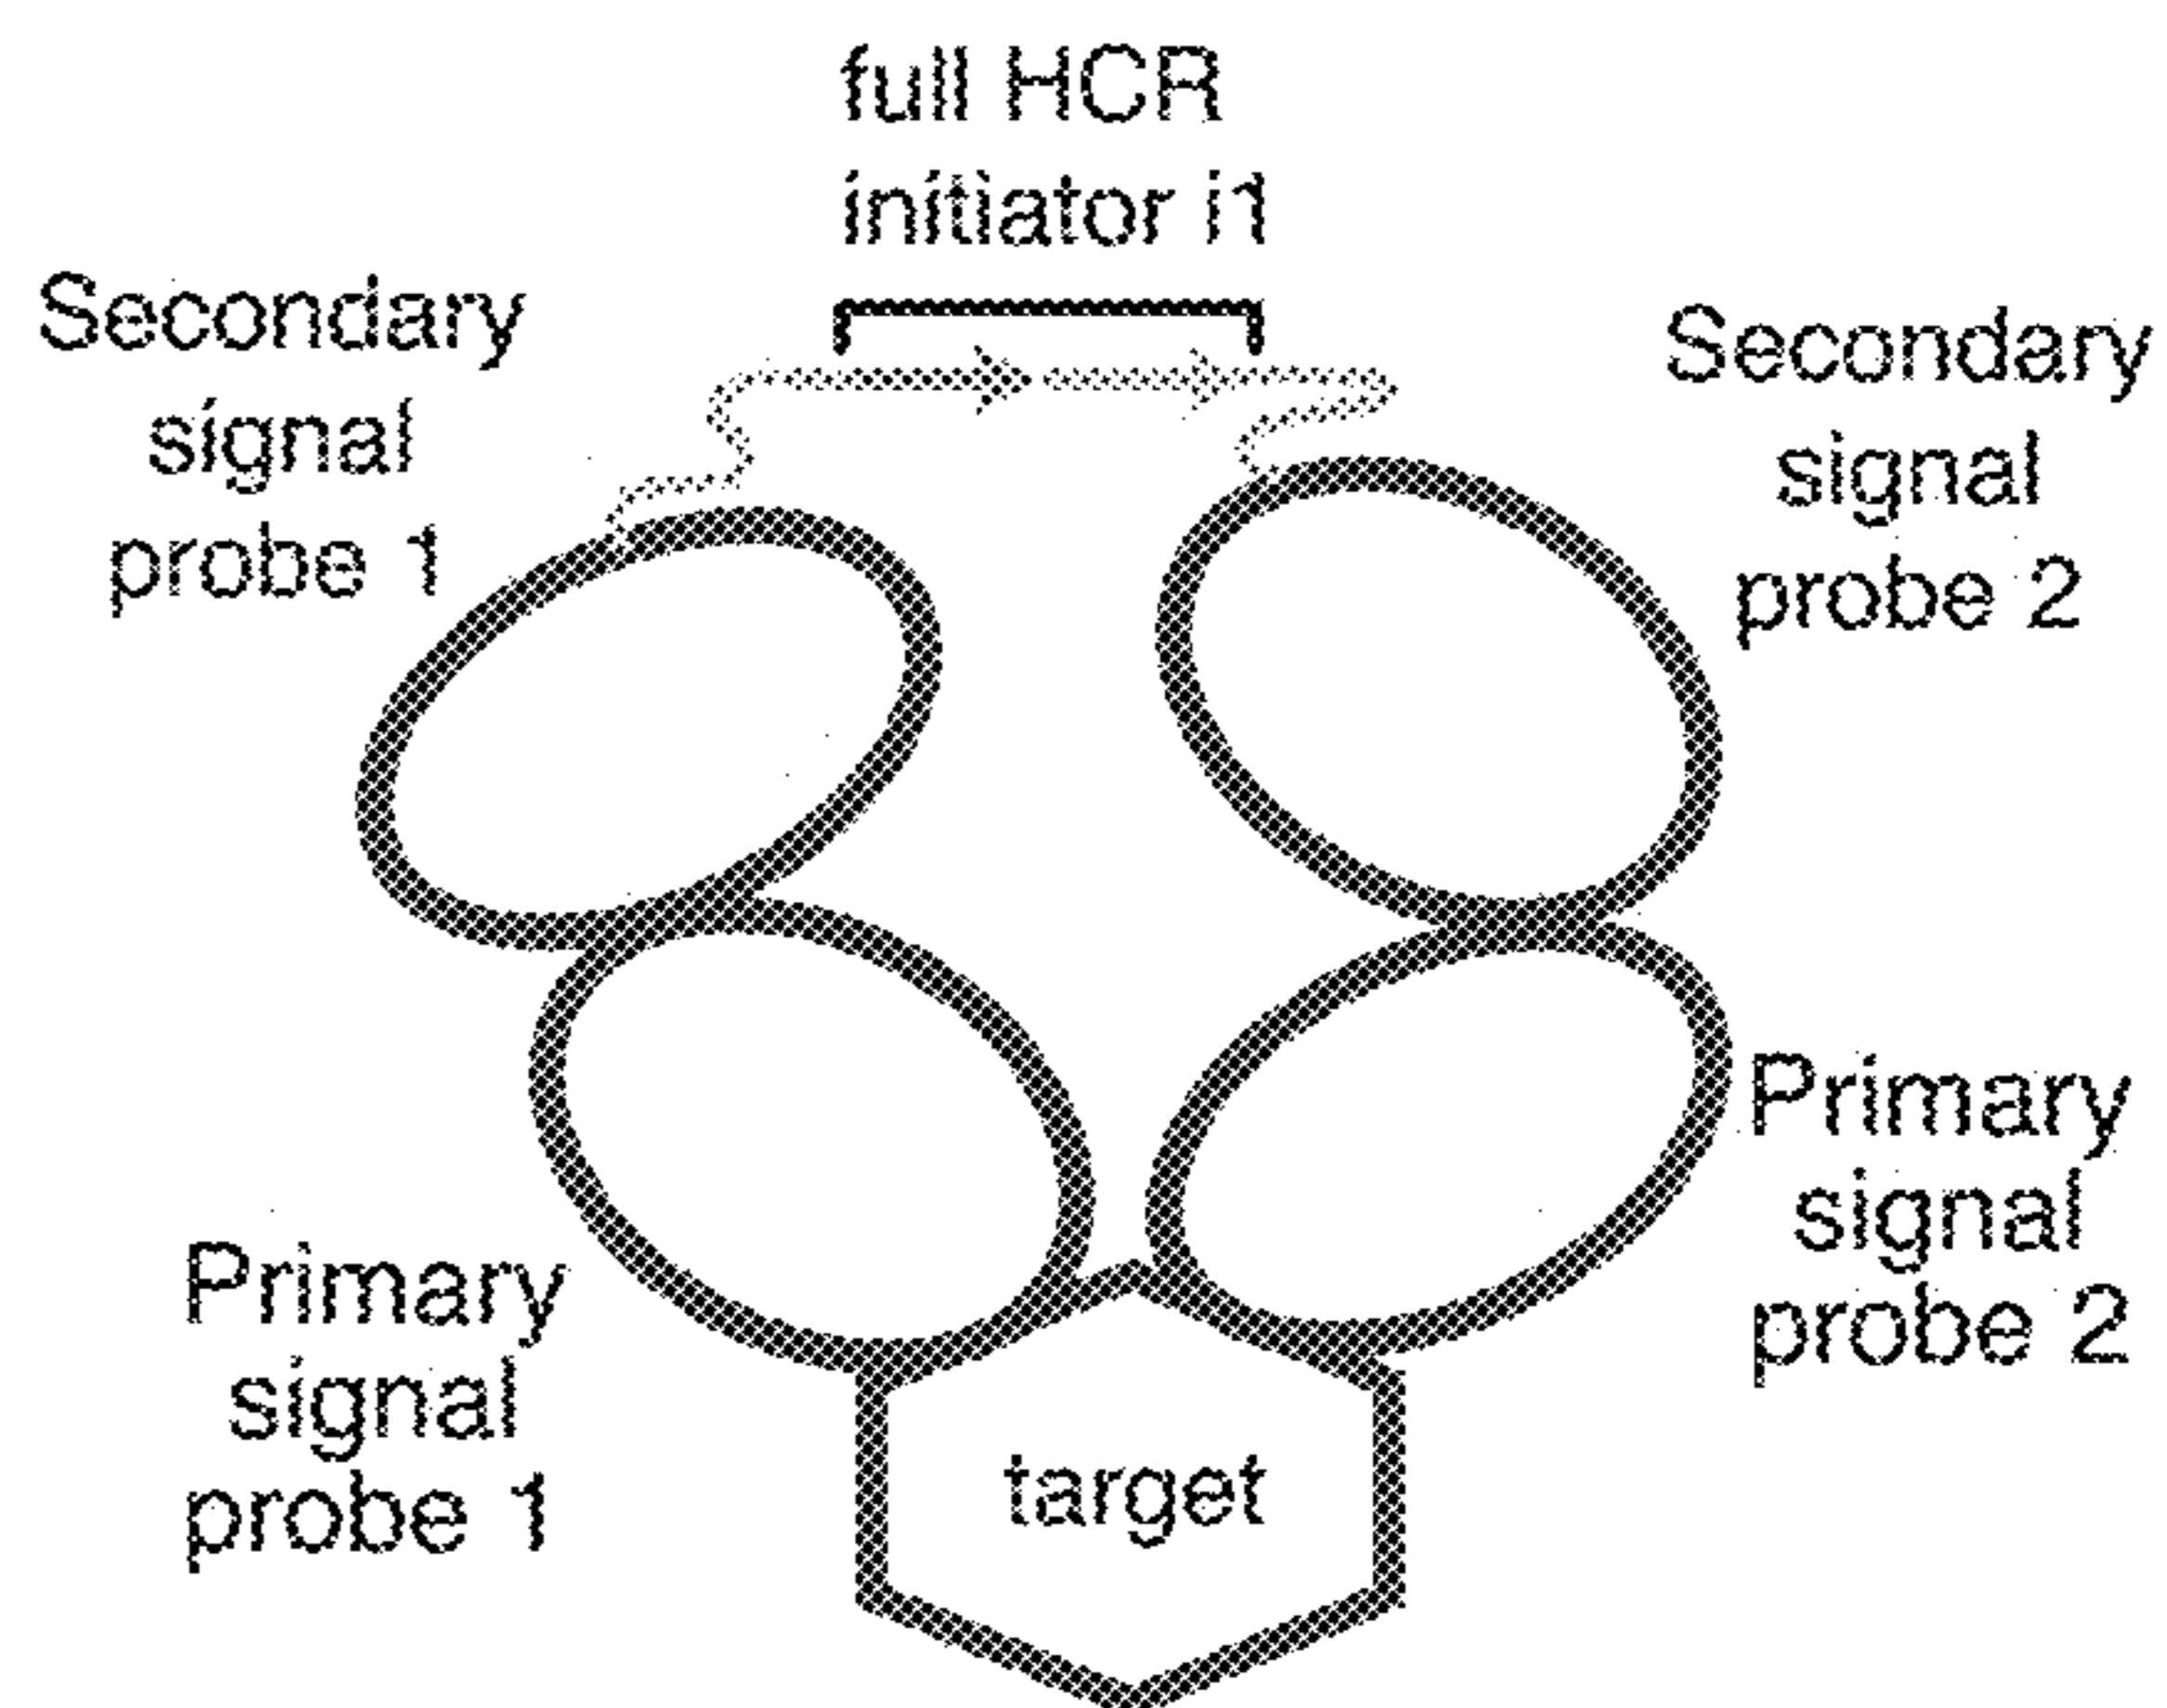 full HCR
initiator i1
Secondary
signal
probe 1
Secondary
signal
probe 2
Primary
signal
probe 2
Primary
signal
probe 1
target